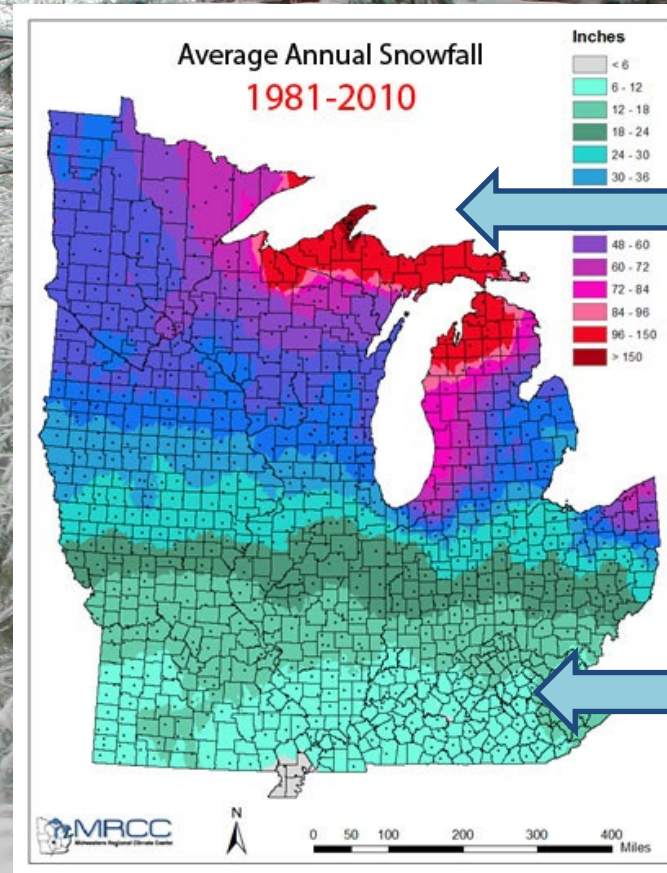 Average Annual Snowfall
1981-2010
Inches
< 6
6 - 12
12 - 18
18 - 24
24 - 30
30 - 36
48 - 60
60 - 72
72 - 84
84 - 96
96 - 150
> 150
MRCC
Midwestern Regional Climate Center
N
0 50 100 200 300 400
Miles